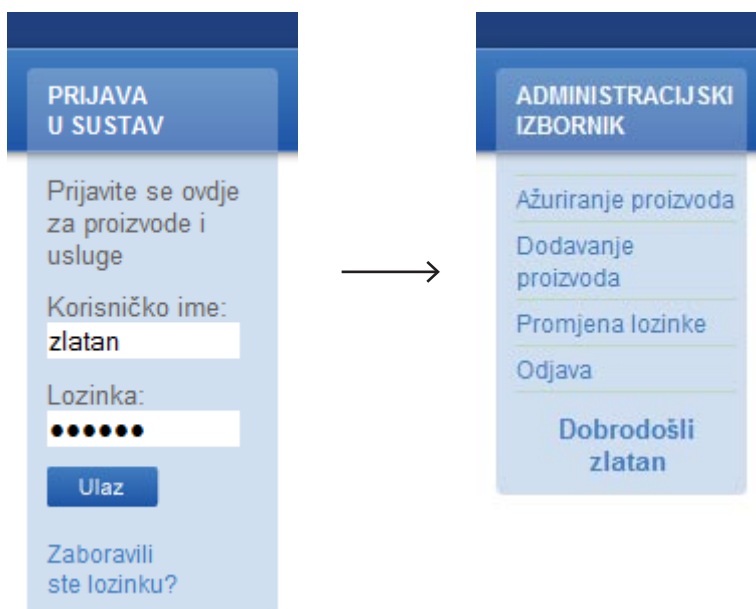 PRIJAVA
U SUSTAV
Prijavite se ovdje
za proizvode i
usluge
Korisničko ime:
zlatan
Lozinka:
●●●●●●
Ulaz
Zaboravili
ste lozinku?
ADMINISTRACIJSKI
IZBORNIK
Ažuriranje proizvoda
Dodavanje
proizvoda
Promjena lozinke
Odjava
Dobrodošli
zlatan